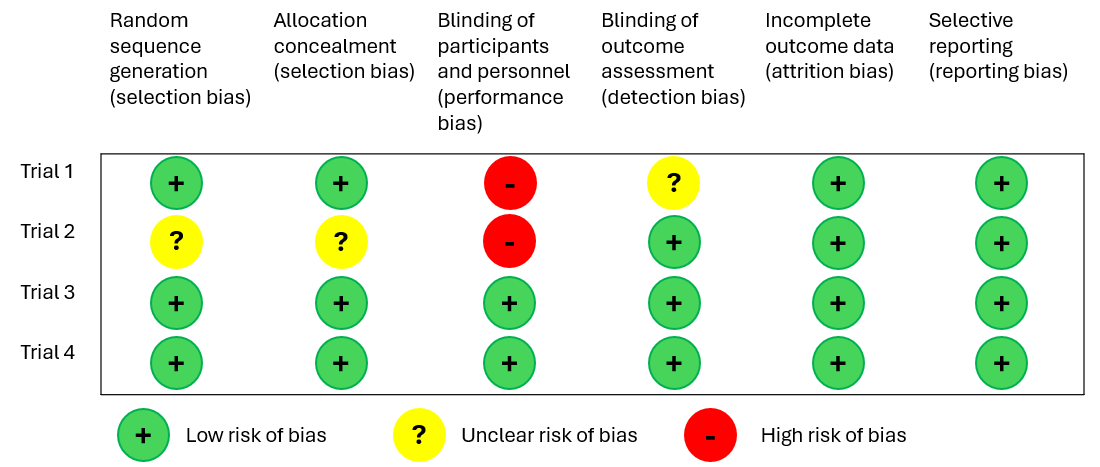 Random
sequence
generation
(selection bias)
Allocation
concealment
(selection bias)
Blinding of
participants
and personnel
(performance
bias)
Blinding of
outcome
assessment
(detection bias)
Incomplete
outcome data
(attrition bias)
Selective
reporting
(reporting bias)
Trial 1 + + - ? + +
Trial 2 ? ? - + + +
Trial 3 + + + + + +
Trial 4 + + + + + +
+ Low risk of bias ? Unclear risk of bias - High risk of bias